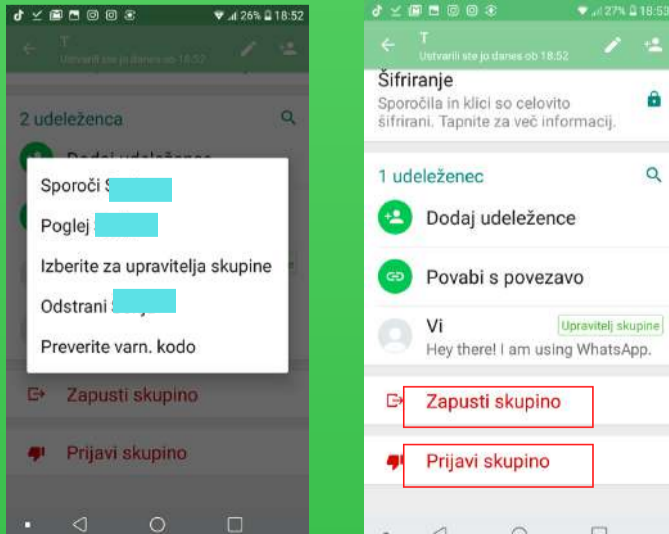 26% 18:52
T
Ustvarili ste jo danes ob 18:52
2 udeleženca
Dodaj udeležence
Sporoči S
Poglej
Izberite za upravitelja skupine
Odstrani
Preverite varn. kodo
Zapusti skupino
Prijavi skupino
27% 18:53
T
Ustvarili ste jo danes ob 18:52
Šifriranje
Sporočila in klici so celovito
šifrirani. Tapnite za več informacij.
1 udeleženec
Dodaj udeležence
Povabi s povezavo
Vi Upravitelj skupine
Hey there! I am using WhatsApp.
Zapusti skupino
Prijavi skupino